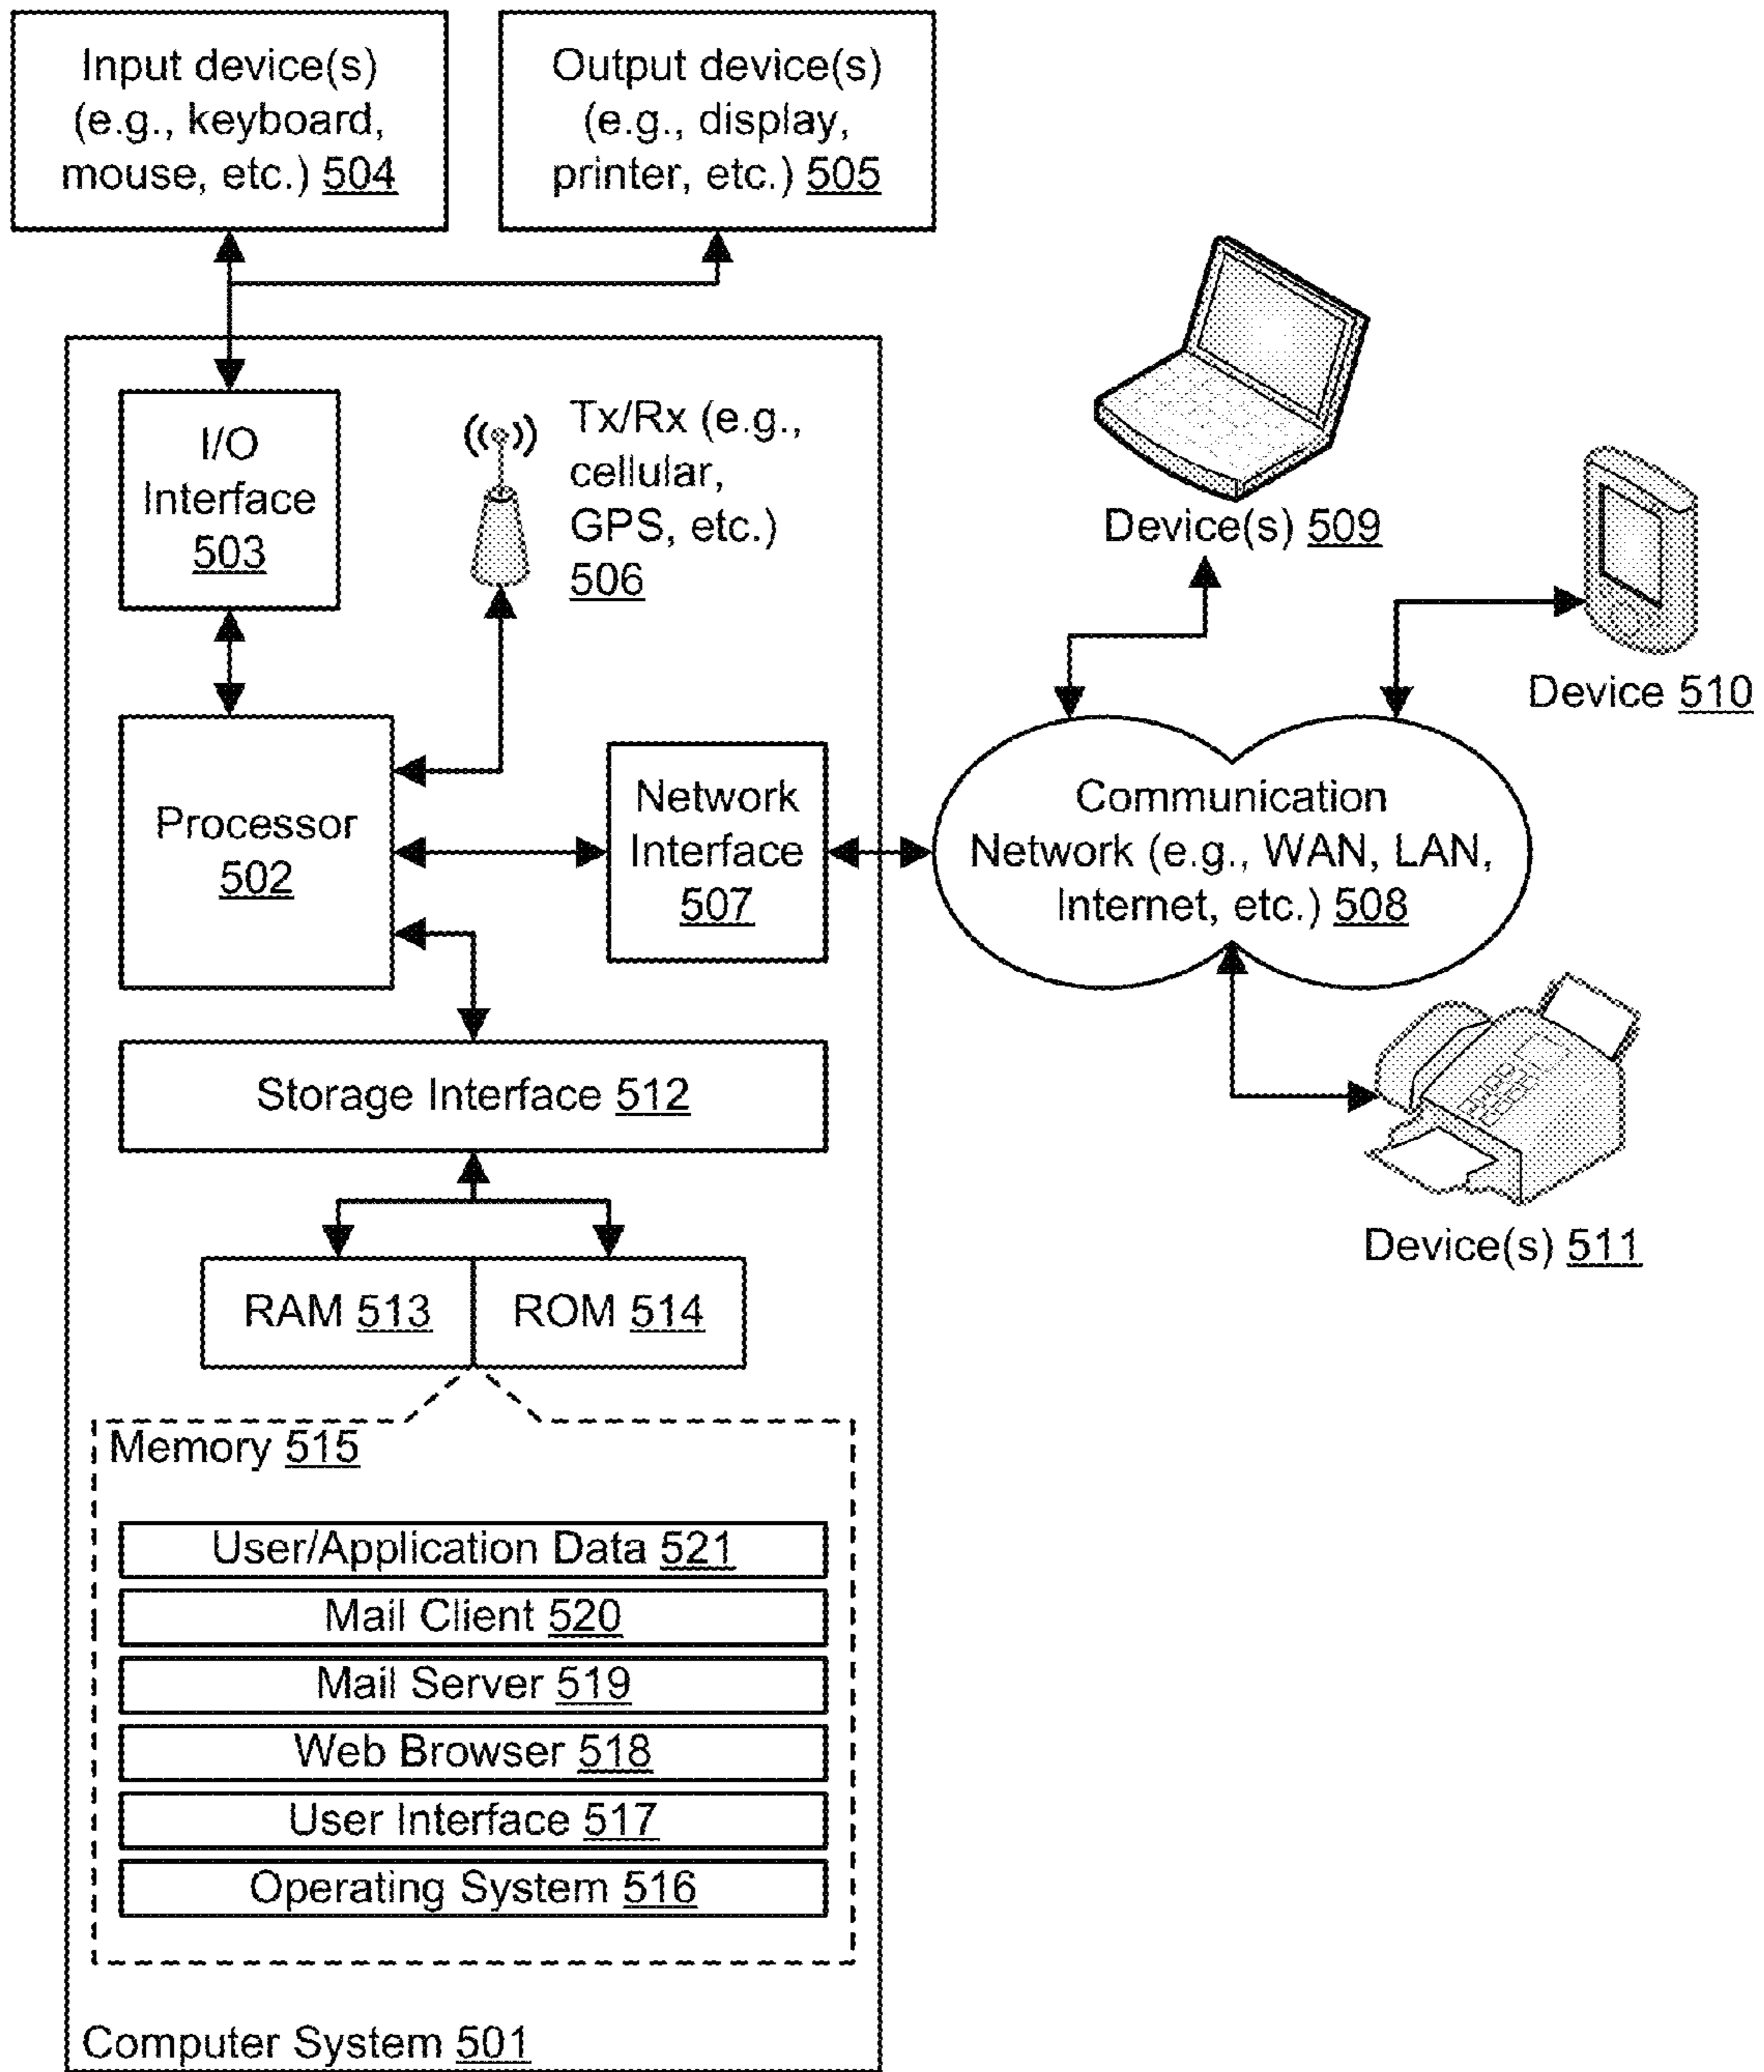 Input device(s)
(e.g., keyboard,
mouse, etc.) 504
Output device(s)
(e.g., display,
printer, etc.) 505
I/O
Interface
503
Tx/Rx (e.g.,
cellular,
GPS, etc.)
506
Device(s) 509
Device 510
Processor
502
Network
Interface
507
Communication
Network (e.g., WAN, LAN,
Internet, etc.) 508
Storage Interface 512
Device(s) 511
RAM 513
ROM 514
Memory 515
User/Application Data 521
Mail Client 520
Mail Server 519
Web Browser 518
User Interface 517
Operating System 516
Computer System 501